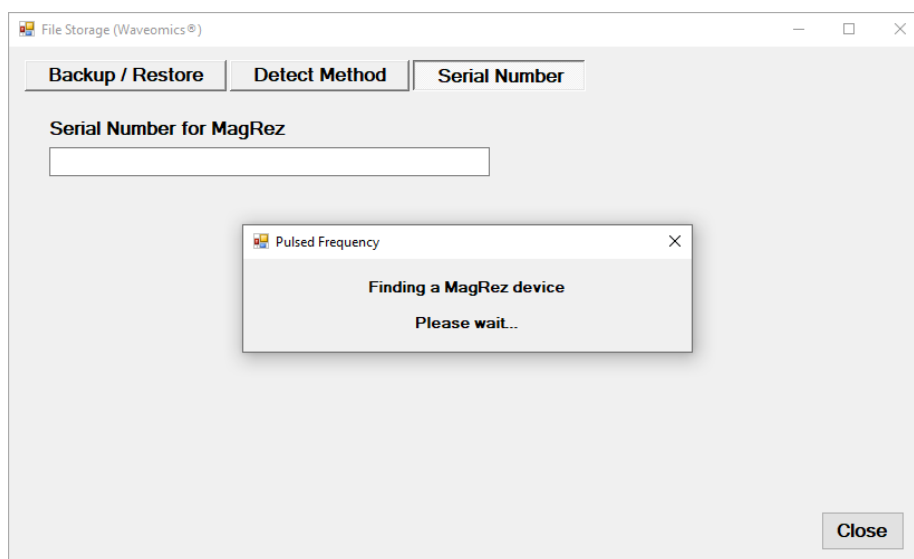 File Storage (Waveomics®)
Backup / Restore Detect Method Serial Number
Serial Number for MagRez
Pulsed Frequency
Finding a MagRez device
Please wait...
Close